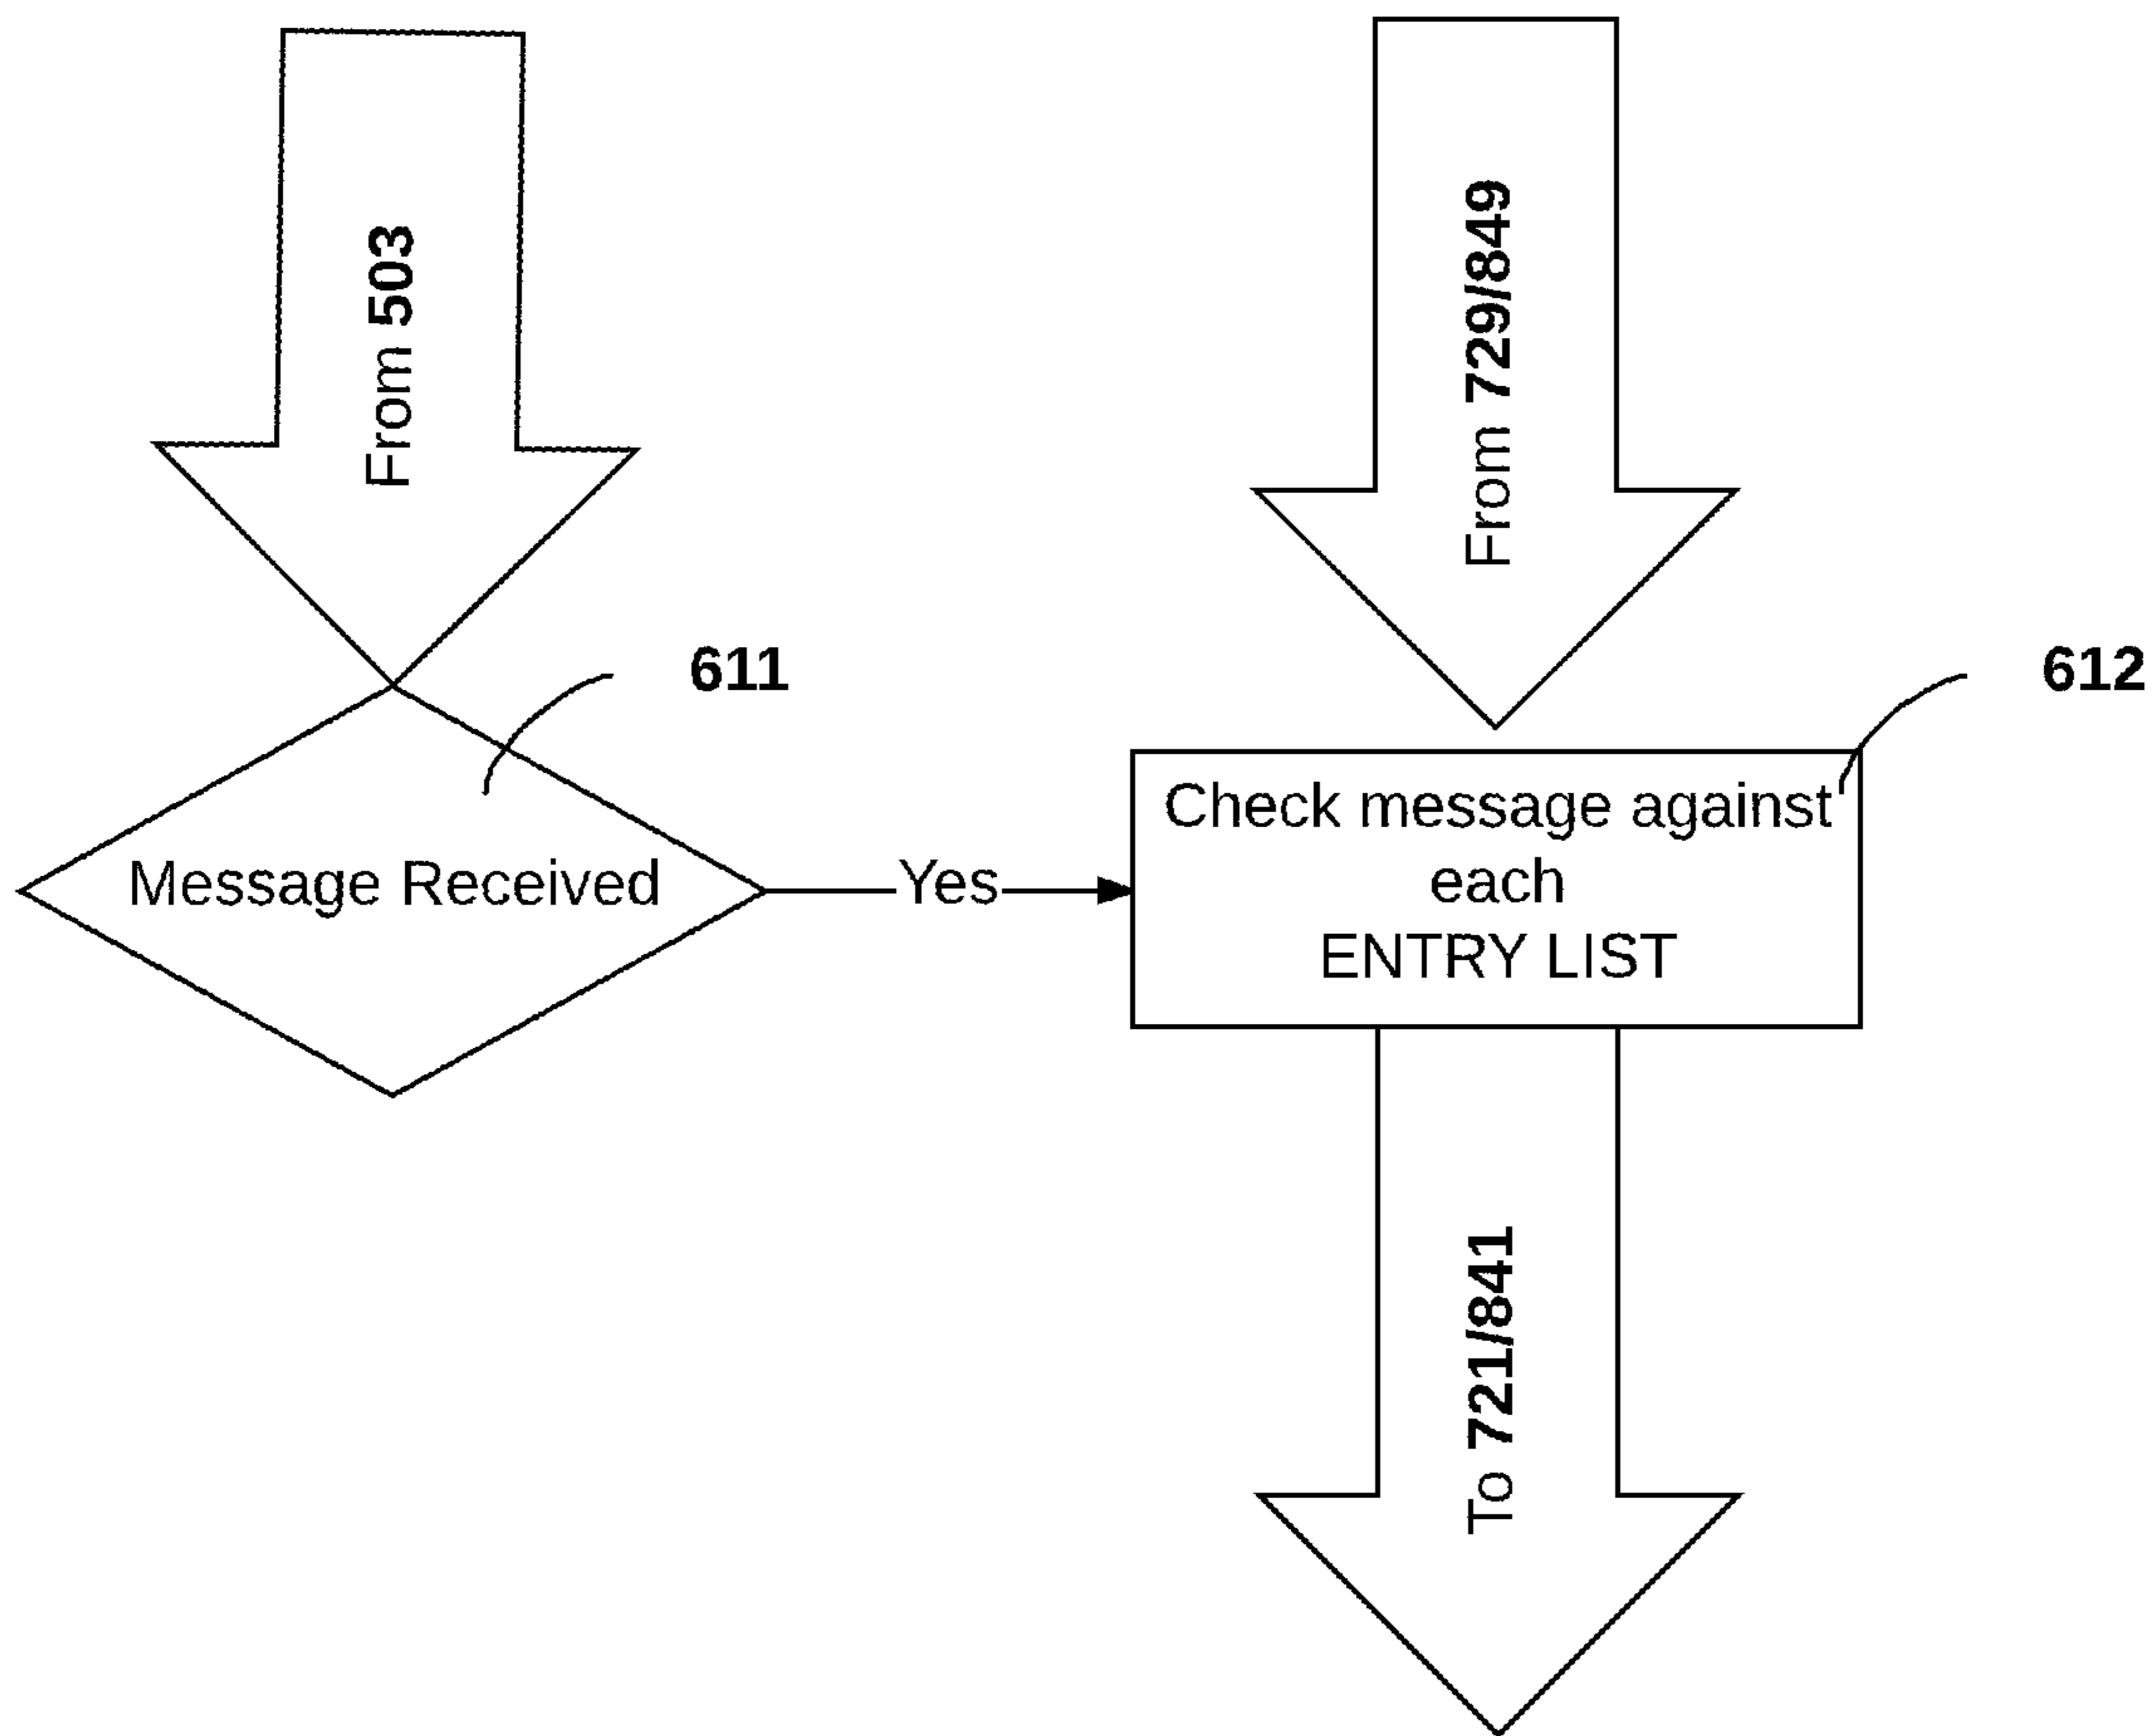 From 503
From 729/849
611
612
Message Received
Yes
Check message against
each
ENTRY LIST
To 721/841